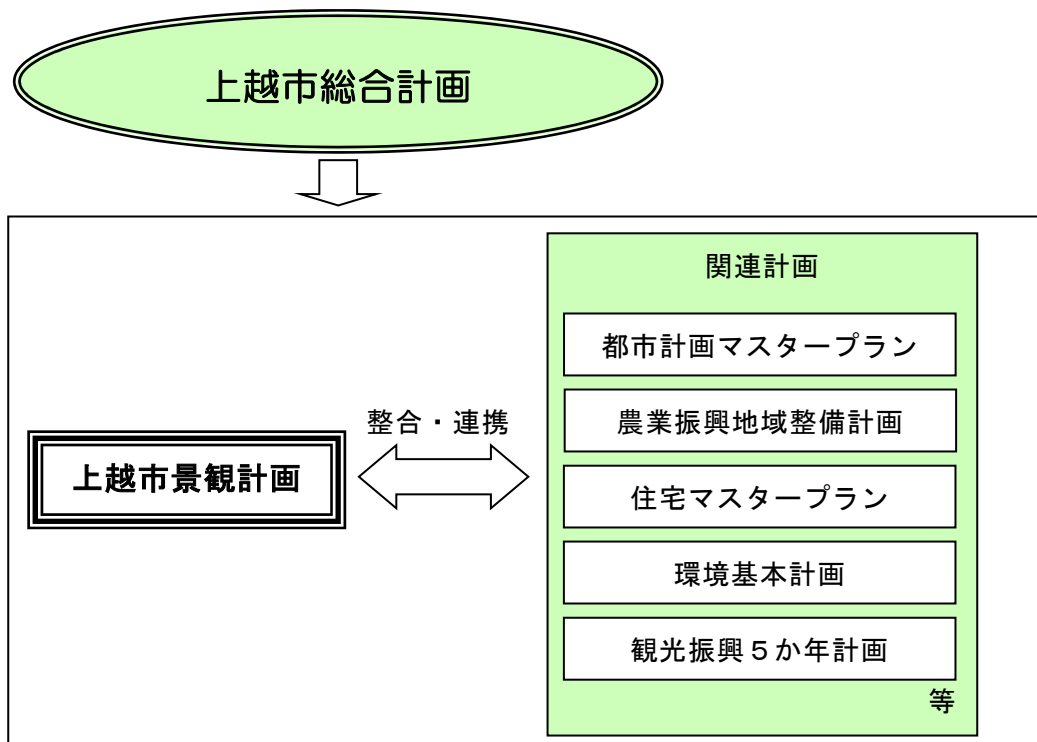 上越市総合計画
関連計画
都市計画マスタープラン
農業振興地域整備計画
整合・連携
上越市景観計画
住宅マスタープラン
環境基本計画
観光振興５か年計画
等